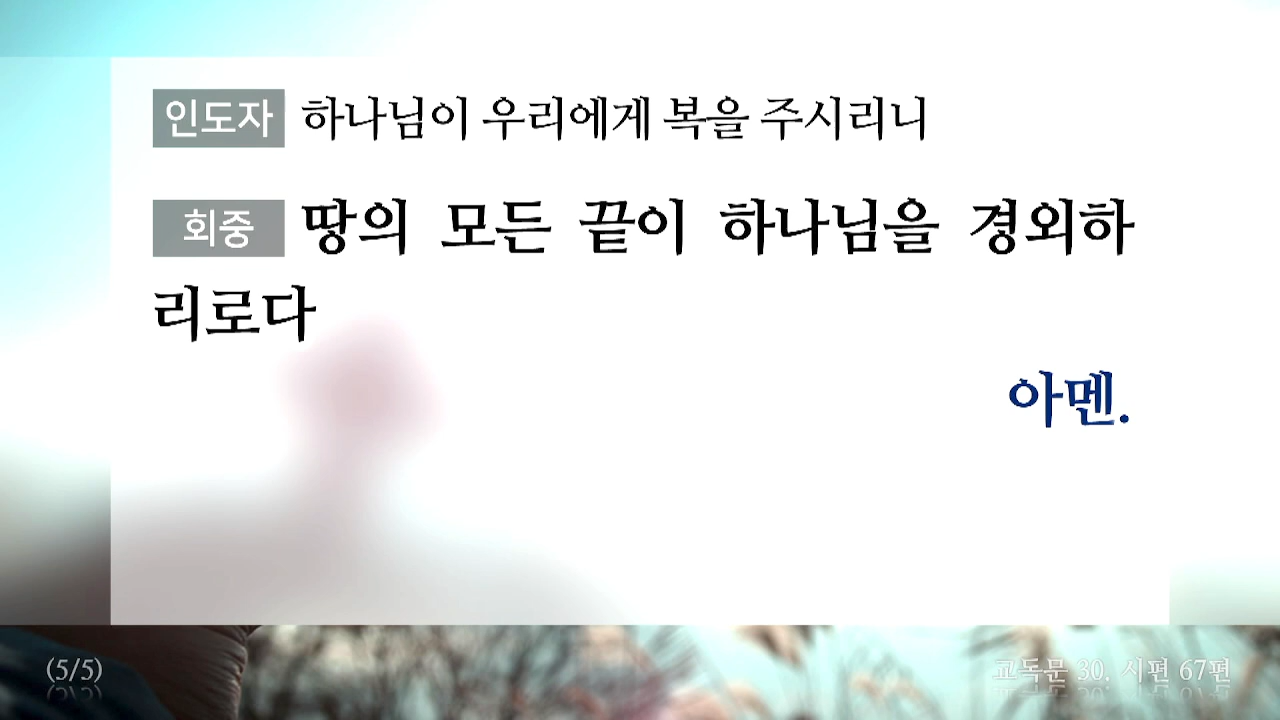 인도자 하나님이 우리에게 복을 주시리니
회중 땅의 모든 끝이 하나님을 경외하
리로다
아멘.
(5/5)
교독문 30. 시편 67편